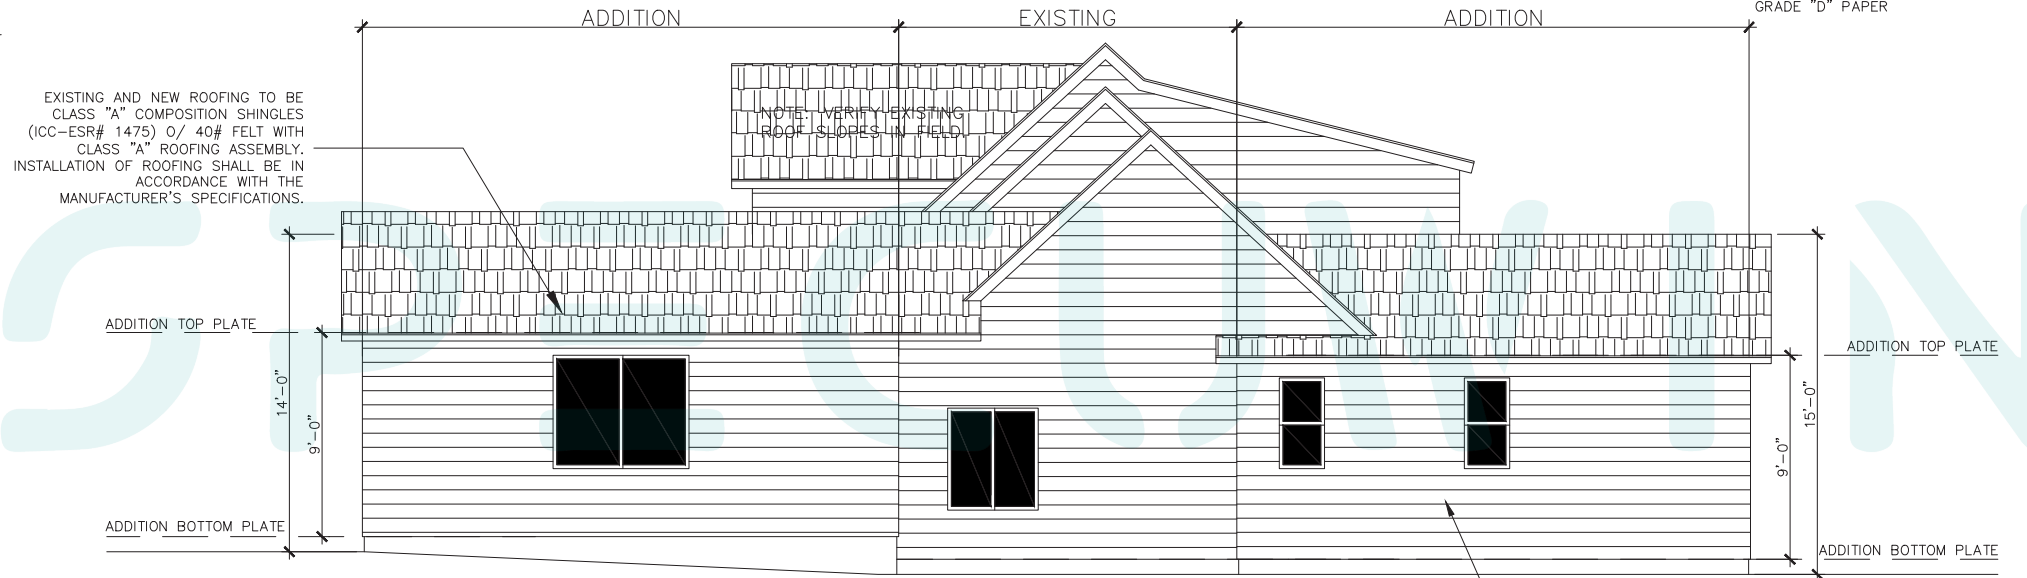 ADDITION
EXISTING
ADDITION
GRADE "D" PAPER
EXISTING AND NEW ROOFING TO BE
CLASS "A" COMPOSITION SHINGLES
(ICC-ESR# 1475) O/ 40# FELT WITH
CLASS "A" ROOFING ASSEMBLY.
INSTALLATION OF ROOFING SHALL BE IN
ACCORDANCE WITH THE
MANUFACTURER'S SPECIFICATIONS.
NOTE: VERIFY EXISTING
ROOF SLOPES IN FIELD.
SPECUWIN
ADDITION TOP PLATE
ADDITION TOP PLATE
14'-0"
9'-0"
15'-0"
9'-0"
ADDITION BOTTOM PLATE
ADDITION BOTTOM PLATE